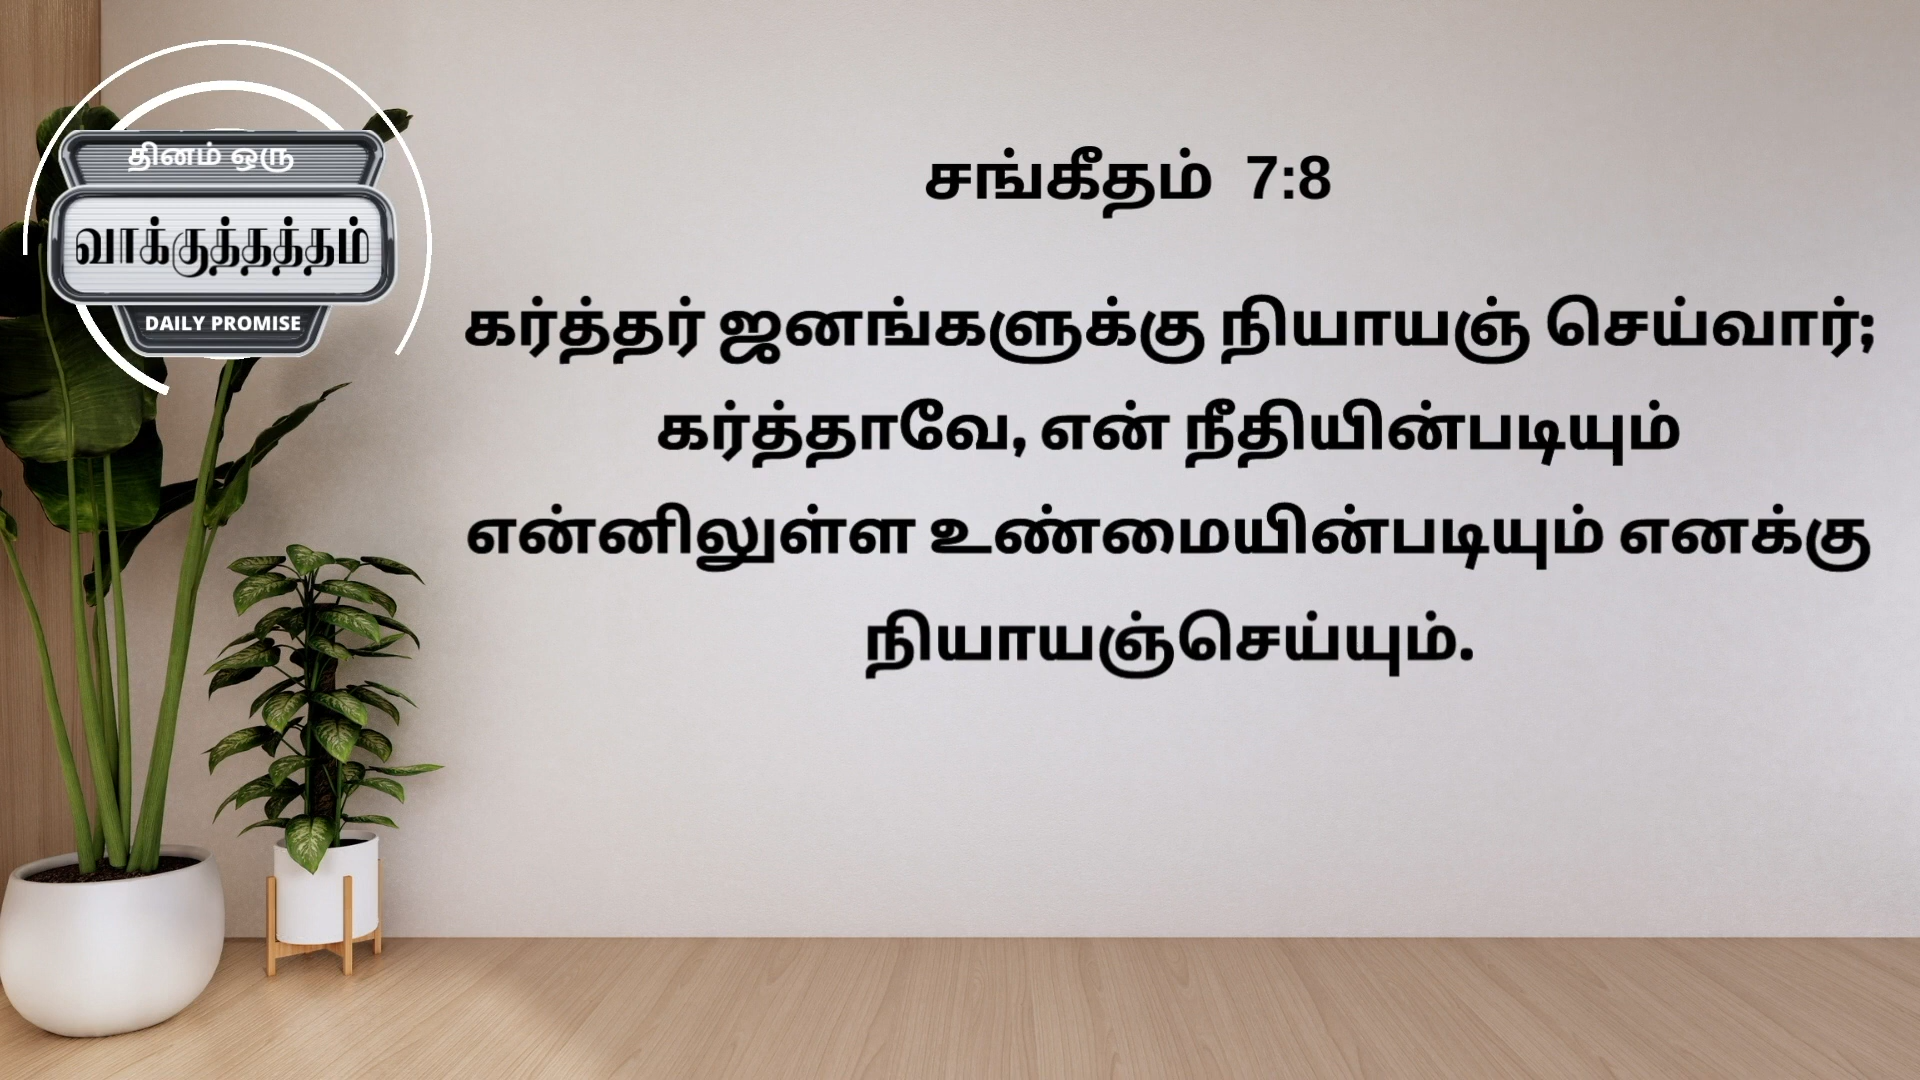 தினம் ஒரு
வாக்குத்தத்தம்
DAILY PROMISE
சங்கீதம் 7:8
கர்த்தர் ஜனங்களுக்கு நியாயஞ் செய்வார்;
கர்த்தாவே, என் நீதியின்படியும்
என்னிலுள்ள உண்மையின்படியும் எனக்கு
நியாயஞ்செய்யும்.